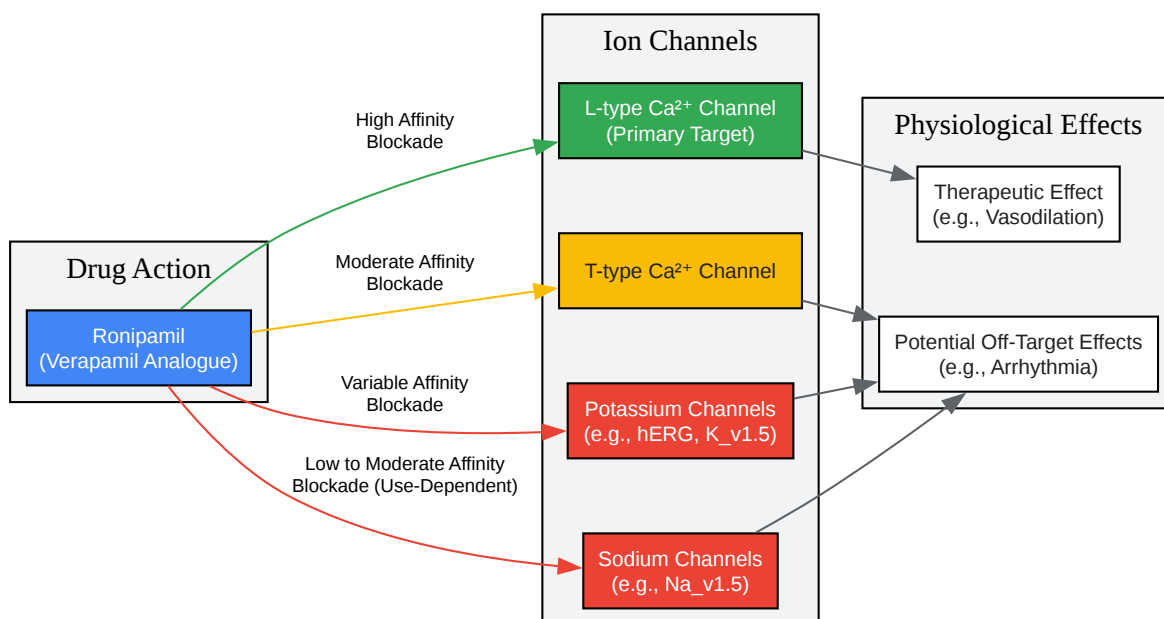 Drug Action
Ronipamil
(Verapamil Analogue)
High Affinity
Blockade
Moderate Affinity
Blockade
Variable Affinity
Blockade
Low to Moderate Affinity
Blockade (Use-Dependent)
Ion Channels
L-type Ca²⁺ Channel
(Primary Target)
T-type Ca²⁺ Channel
Potassium Channels
(e.g., hERG, K_v1.5)
Sodium Channels
(e.g., Na_v1.5)
Physiological Effects
Therapeutic Effect
(e.g., Vasodilation)
Potential Off-Target Effects
(e.g., Arrhythmia)